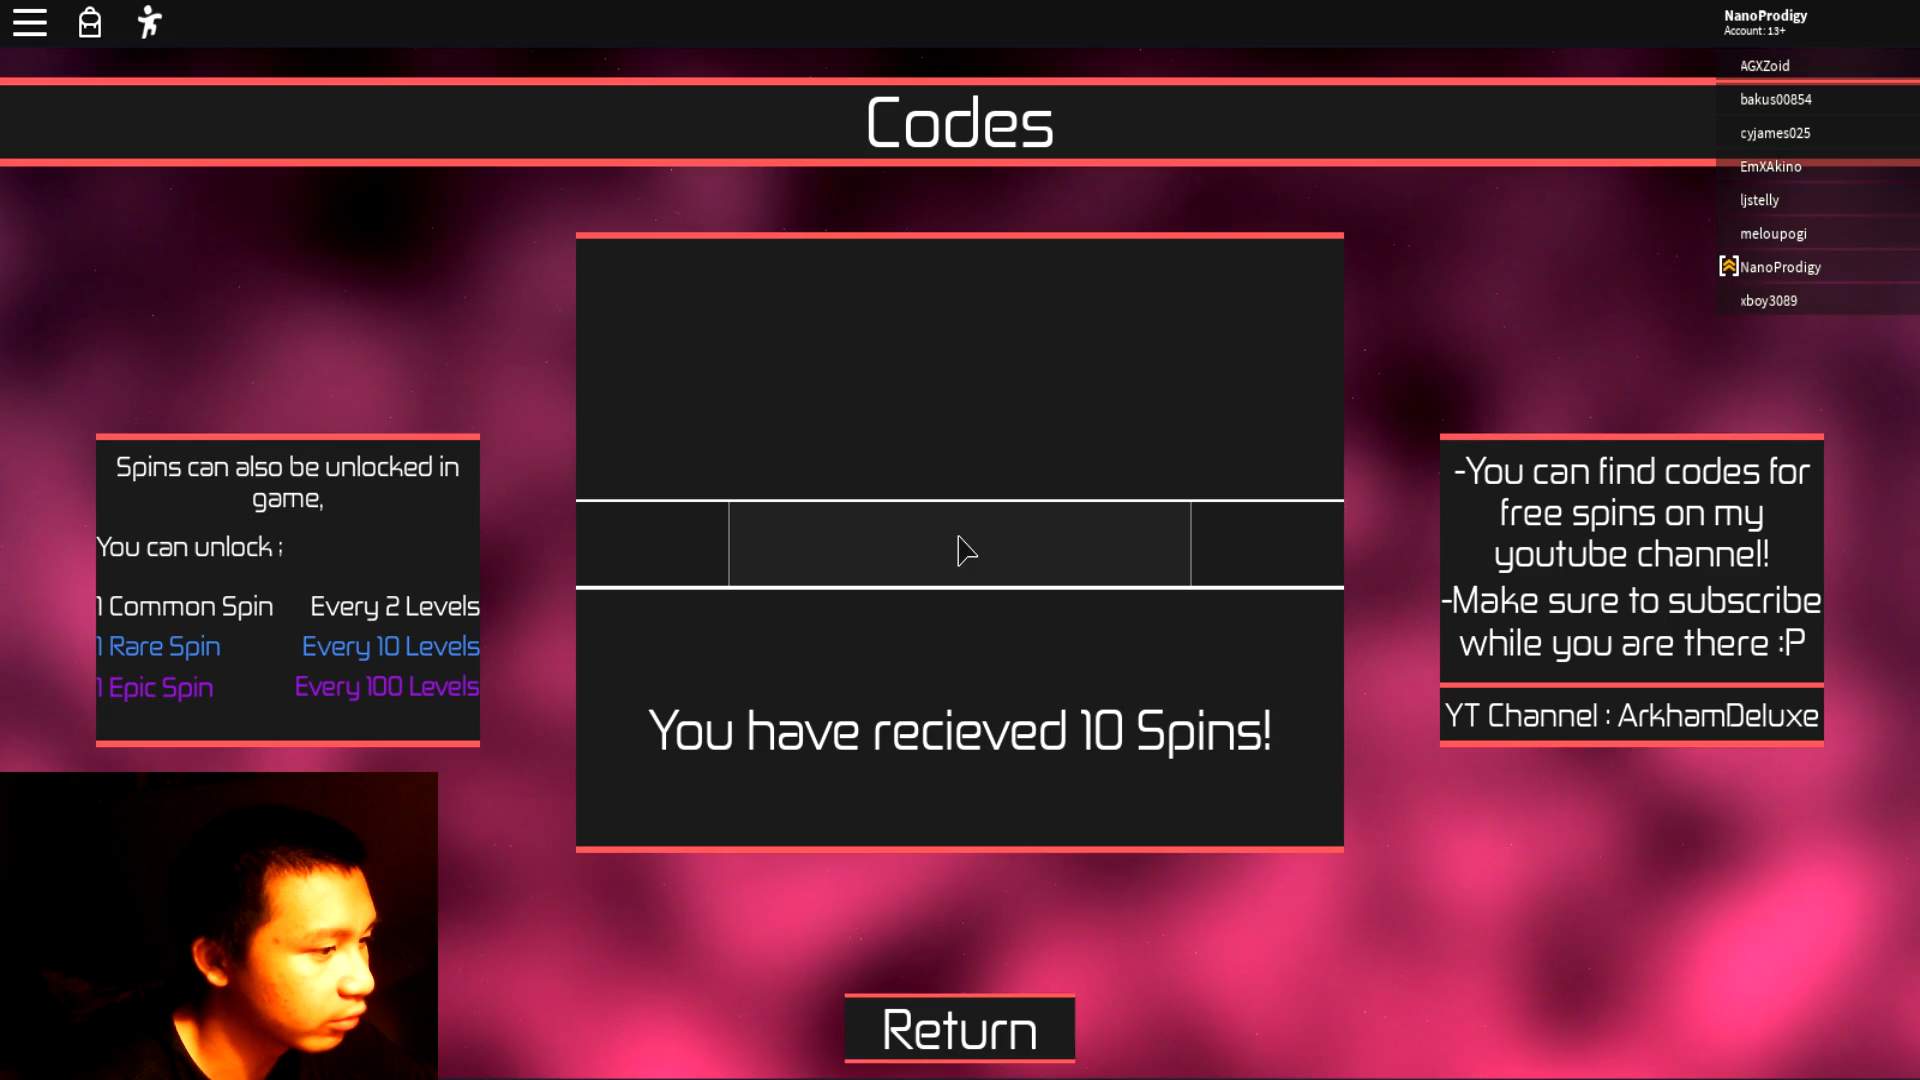 NanoProdigy
Account: 13+
AGXZoid
bakus00854
cyjames025
EmXAkino
ljstelly
meloupogi
NanoProdigy
xboy3089
Codes
Spins can also be unlocked in
game,
You can unlock ;
1 Common Spin Every 2 Levels
1 Rare Spin Every 10 Levels
1 Epic Spin Every 100 Levels
You have recieved 10 Spins!
-You can find codes for
free spins on my
youtube channel!
-Make sure to subscribe
while you are there :P
YT Channel : ArkhamDeluxe
Return